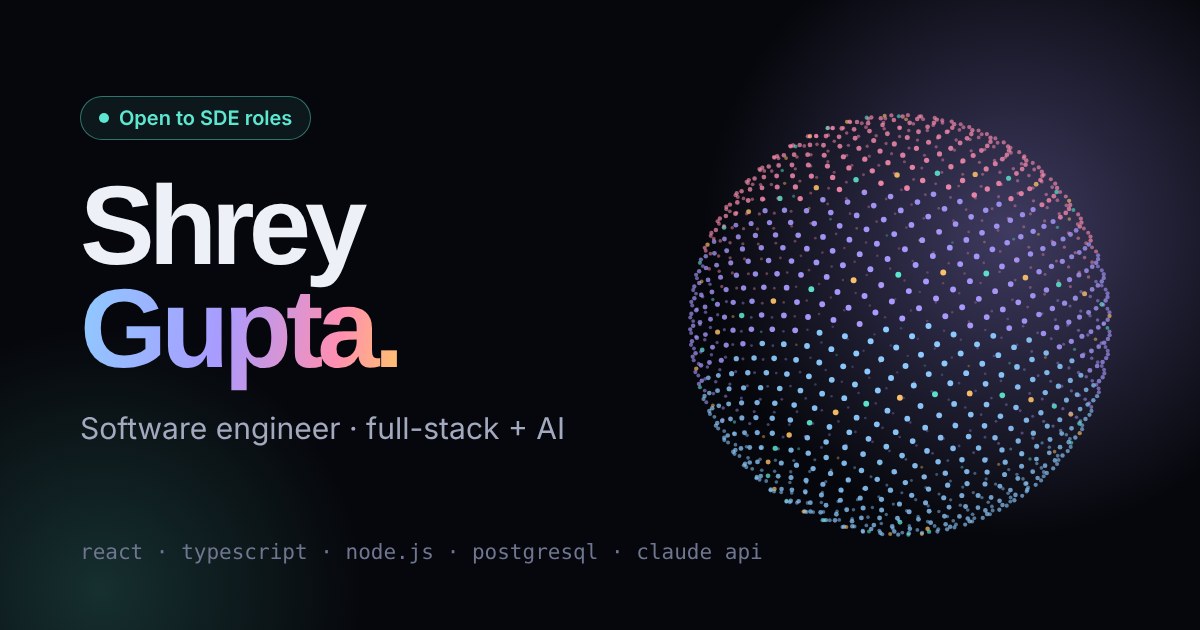 Open to SDE roles
Shrey
Gupta.
Software engineer · full-stack + AI
react · typescript · node.js · postgresql · claude api